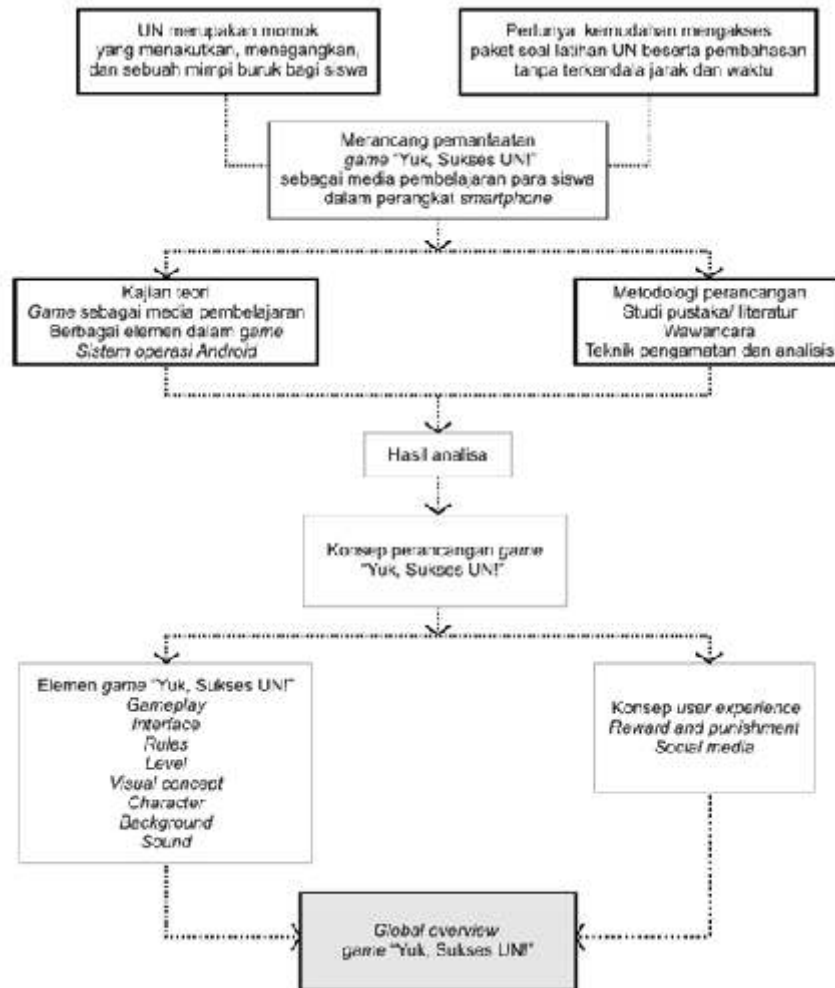 UN merupakan momok
yang menakutkan, menegangkan,
dan sebuah mimpi buruk bagi siswa
Perlunya kemudahan mengakses
paket soal latihan UN beserta pembahasan
tanpa terkendala jarak dan waktu
Merancang pemanfaatan
game "Yuk, Sukses UN!"
sebagai media pembelajaran para siswa
dalam perangkat smartphone
Kajian teori
Game sebagai media pembelajaran
Berbagai elemen dalam game
Sistem operasi Android
Metodologi perancangan
Studi pustaka/ literatur
Wawancara
Teknik pengamatan dan analisis
Hasil analisa
Konsep perancangan game
"Yuk, Sukses UN!"
Elemen game "Yuk, Sukses UN!"
Gameplay
Interface
Rules
Level
Visual concept
Character
Background
Sound
Konsep user experience
Reward and punishment
Social media
Global overview
game "Yuk, Sukses UN!"